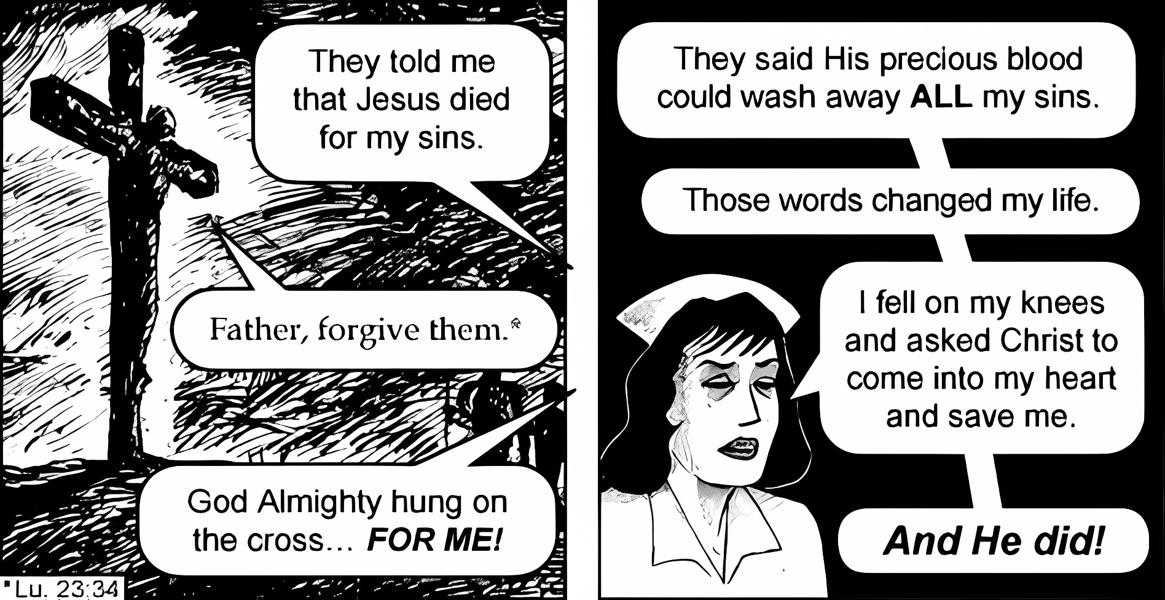 They told me
that Jesus died
for my sins.
Father, forgive them.*
God Almighty hung on
the cross... FOR ME!
*Lu. 23:34
They said His precious blood
could wash away ALL my sins.
Those words changed my life.
I fell on my knees
and asked Christ to
come into my heart
and save me.
And He did!